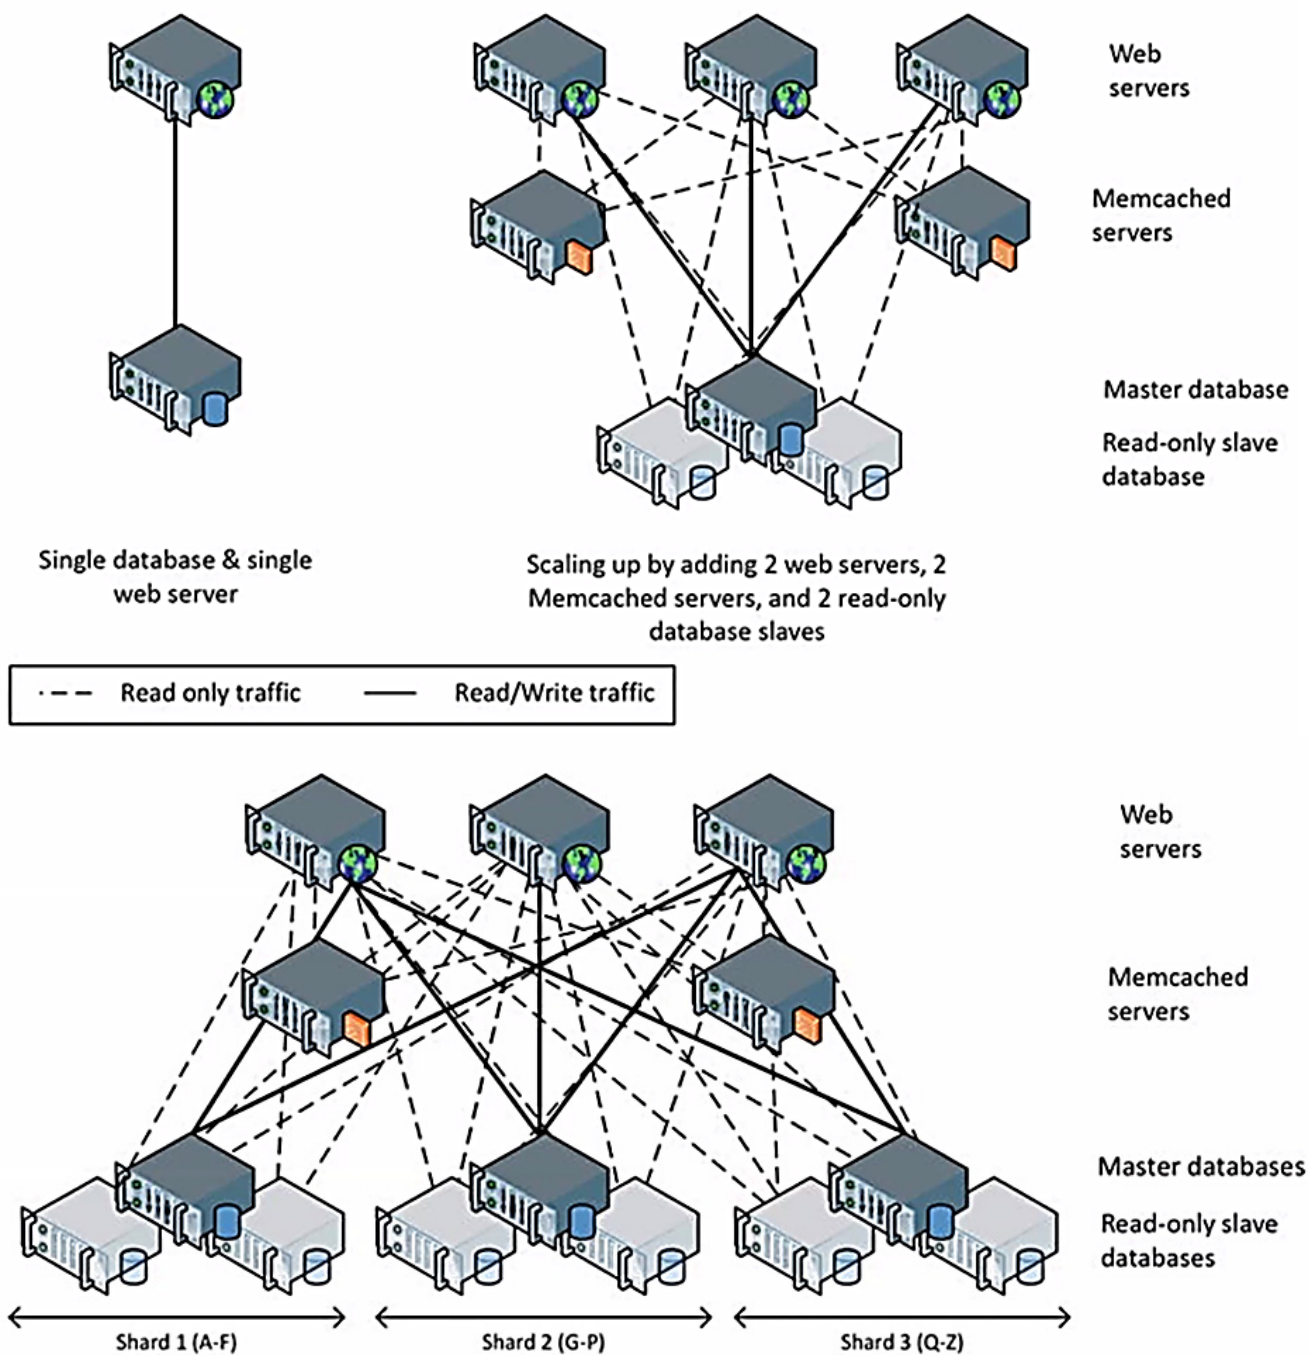 Web
servers
Memcached
servers
Master database
Read-only slave
database
Single database & single
web server
Scaling up by adding 2 web servers, 2
Memcached servers, and 2 read-only
database slaves
Read only traffic
Read/Write traffic
Web
servers
Memcached
servers
Master databases
Read-only slave
databases
Shard 1 (A-F)
Shard 2 (G-P)
Shard 3 (Q-Z)